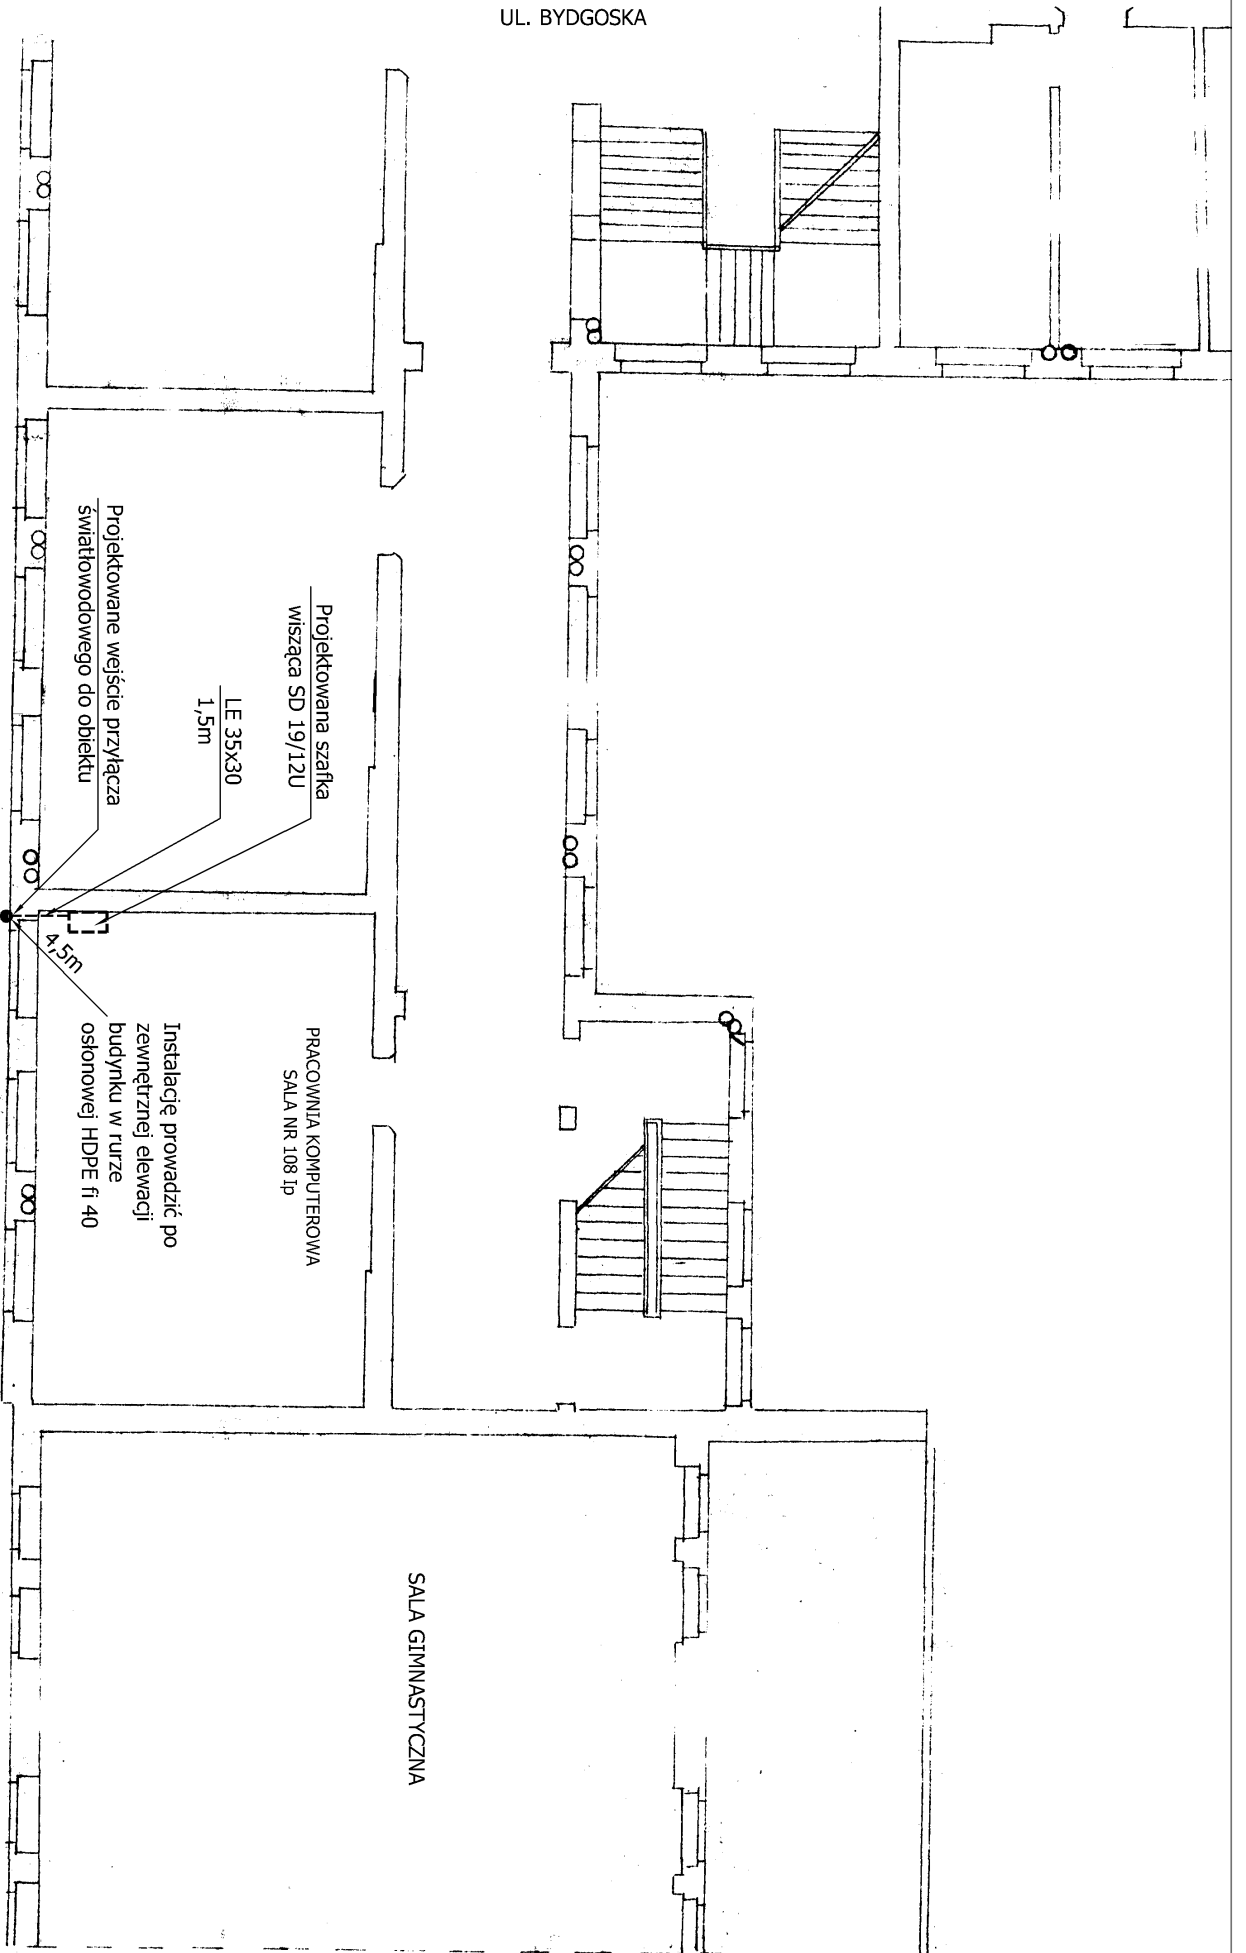 UL. BYDGOSKA
Projektowane wejście przyłącza
światłowodowego do obiektu
LE 35x30
1,5m
Projektowana szafka
wisząca SD 19/12U
4,5m
Instalację prowadzić po
zewnętrznej elewacji
budynku w rurze
osłonowej HDPE fi 40
PRACOWNIA KOMPUTEROWA
SALA NR 108 Ip
SALA GIMNASTYCZNA